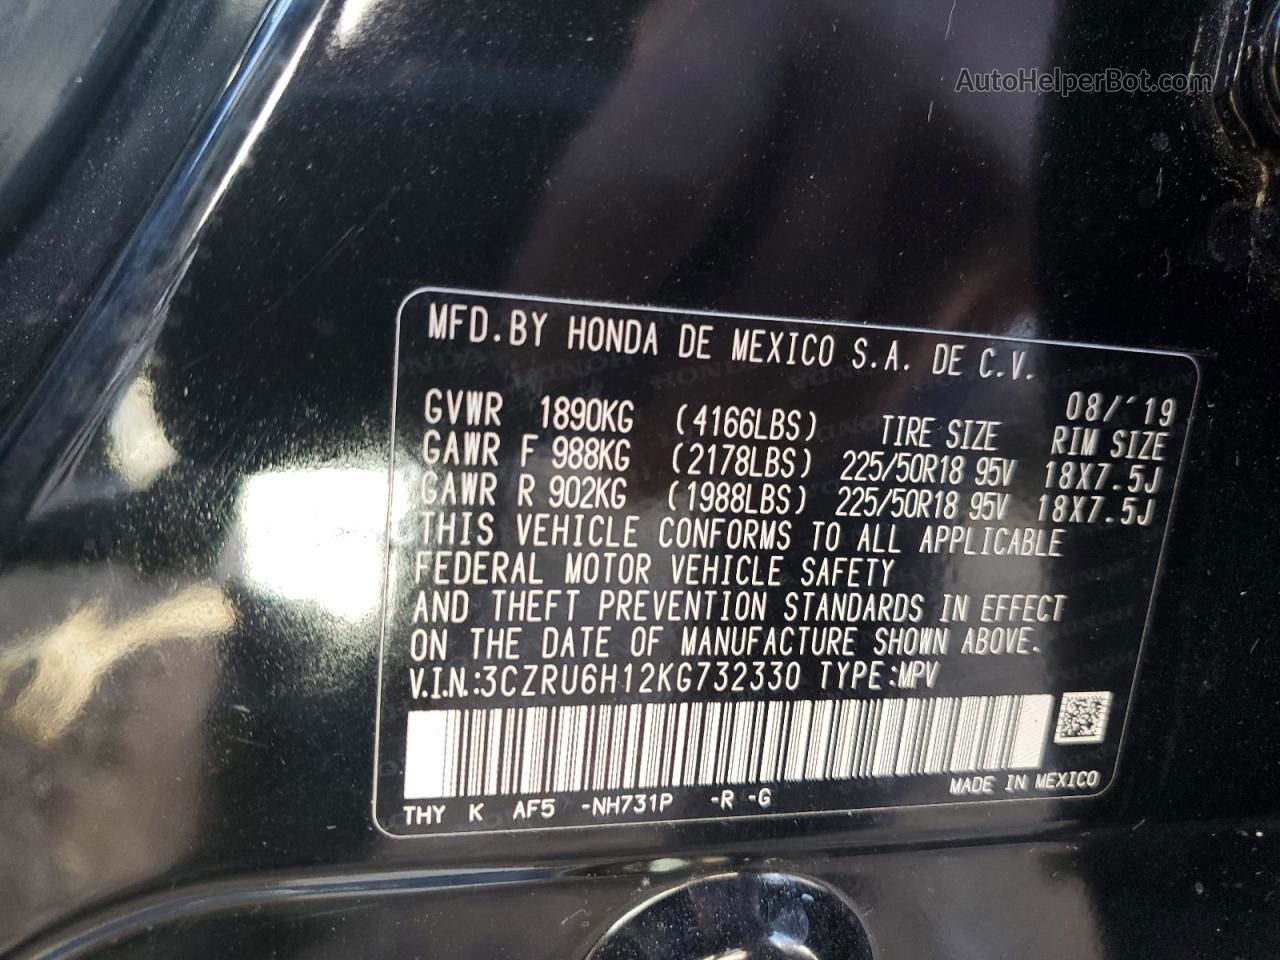 AutoHelperBot.com
MFD.BY HONDA DE MEXICO S.A. DE C.V.
08/'19
GVWR 1890KG (4166LBS) TIRE SIZE RIM SIZE
GAWR F 988KG (2178LBS) 225/50R18 95V 18X7.5J
GAWR R 902KG (1988LBS) 225/50R18 95V 18X7.5J
THIS VEHICLE CONFORMS TO ALL APPLICABLE
FEDERAL MOTOR VEHICLE SAFETY
AND THEFT PREVENTION STANDARDS IN EFFECT
ON THE DATE OF MANUFACTURE SHOWN ABOVE.
V.I.N.:3CZRU6H12KG732330 TYPE:MPV
THY K AF5 -NH731P -R -G MADE IN MEXICO